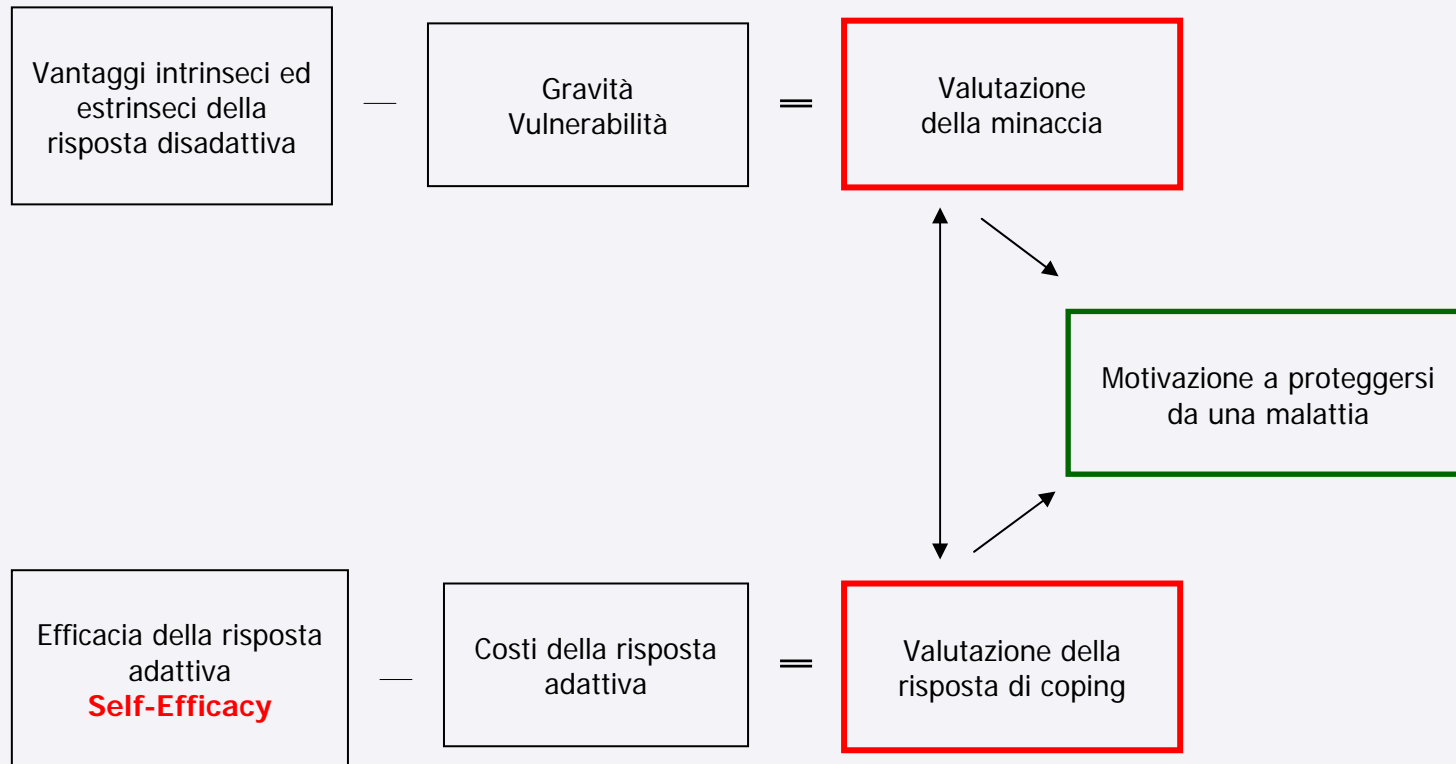 Vantaggi intrinseci ed
estrinseci della
risposta disadattiva
—
Gravità
Vulnerabilità
=
Valutazione
della minaccia
Motivazione a proteggersi
da una malattia
Efficacia della risposta
adattiva
Self-Efficacy
—
Costi della risposta
adattiva
=
Valutazione della
risposta di coping